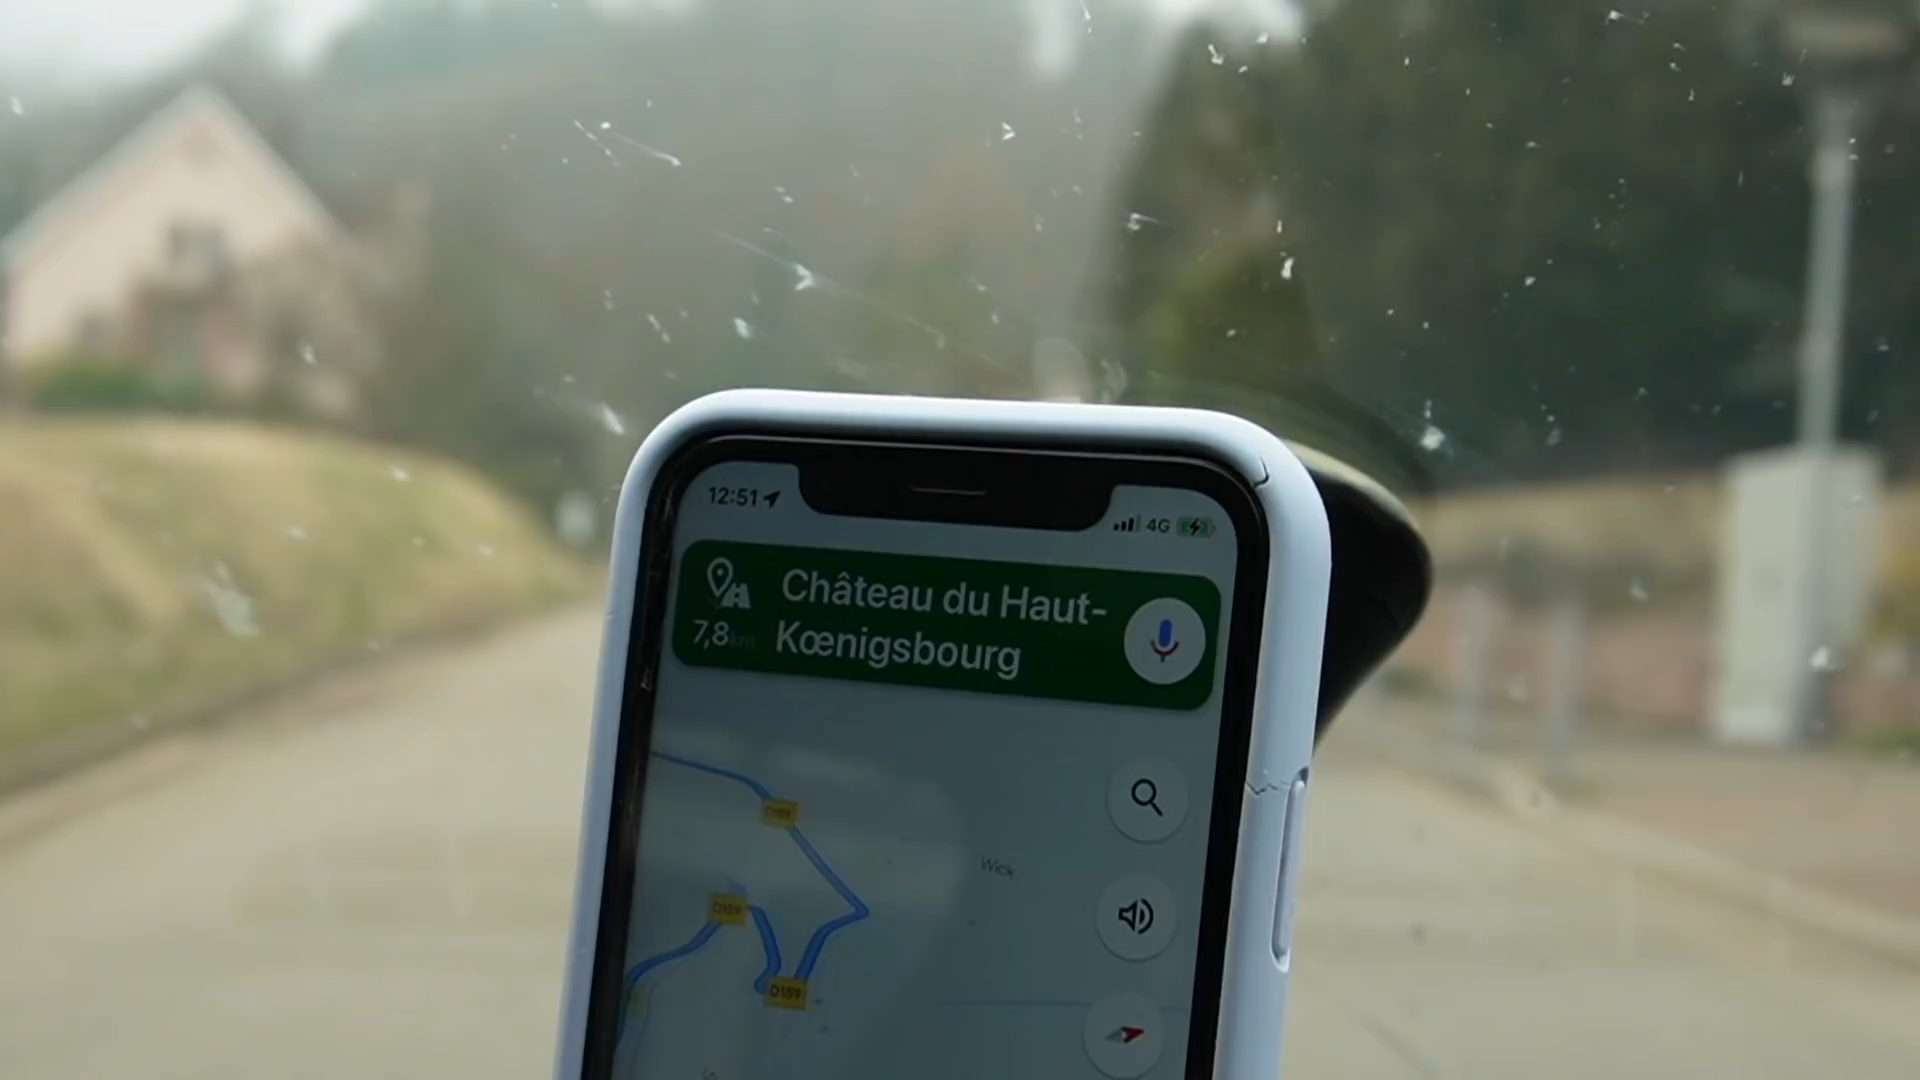 12:51
4G
Château du Haut-
7,8 km
Kœnigsbourg
D159
Wick
D159
D159